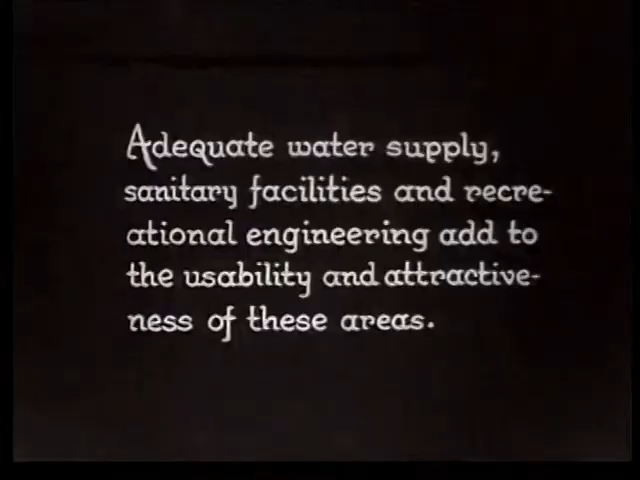 Adequate water supply,
sanitary facilities and recre-
ational engineering add to
the usability and attractive-
ness of these areas.